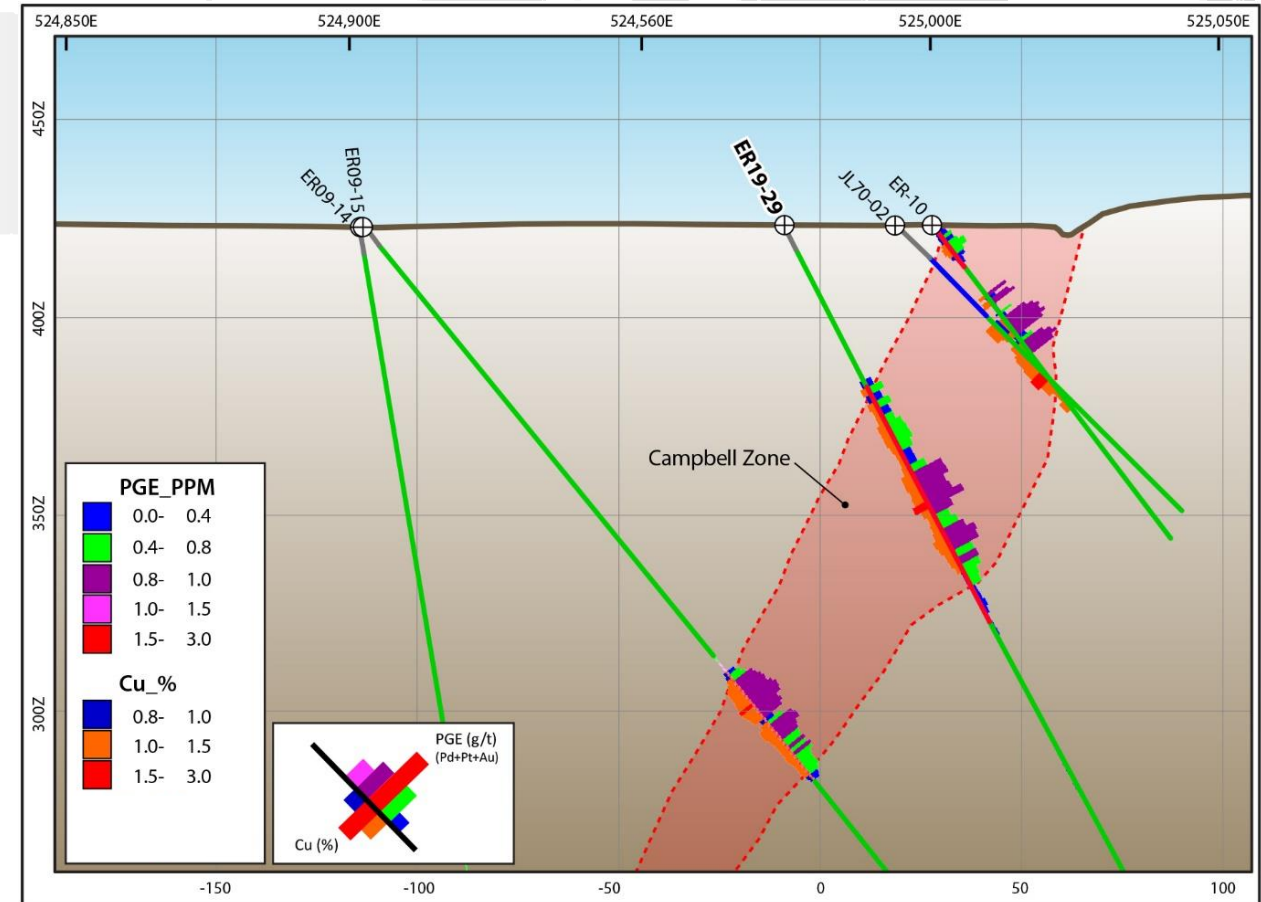 524,850E
524,900E
524,560E
525,000E
525,050E
450Z
400Z
350Z
300Z
ER09-14
ER09-15
ER19-29
JL70-02
ER-10
Campbell Zone
PGE_PPM
0.0- 0.4
0.4- 0.8
0.8- 1.0
1.0- 1.5
1.5- 3.0
Cu_%
0.8- 1.0
1.0- 1.5
1.5- 3.0
PGE (g/t)
(Pd+Pt+Au)
Cu (%)
-150
-100
-50
0
50
100